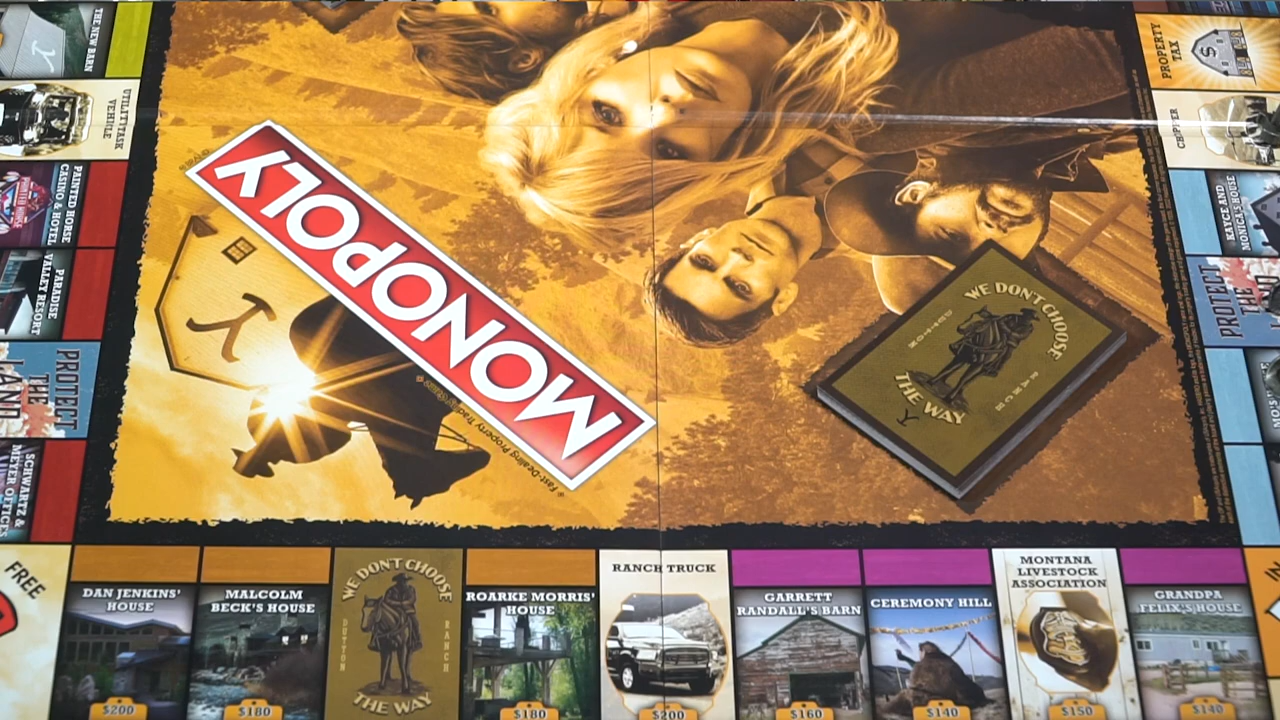 THE NEW BARN
UTILITY/TASK
VEHICLE
PAINTED HORSE
CASINO & HOTEL
PARADISE
VALLEY RESORT
PROTECT
THE
LAND
SCHWARTZ &
MEYER OFFICES
FREE
MONOPOLY
WE DON'T CHOOSE
DUTTON
RANCH
THE WAY
PROPERTY
TAX
CHOPPER
KAYCE AND
MONICA'S HOUSE
PROTECT
THE
DAN JENKINS'
HOUSE
$200
MALCOLM
BECK'S HOUSE
$180
WE DON'T CHOOSE
DUTTON
RANCH
THE WAY
ROARKE MORRIS'
HOUSE
$180
RANCH TRUCK
$200
GARRETT
RANDALL'S BARN
$160
CEREMONY HILL
$140
MONTANA
LIVESTOCK
ASSOCIATION
$150
GRANDPA
FELIX'S HOUSE
$140